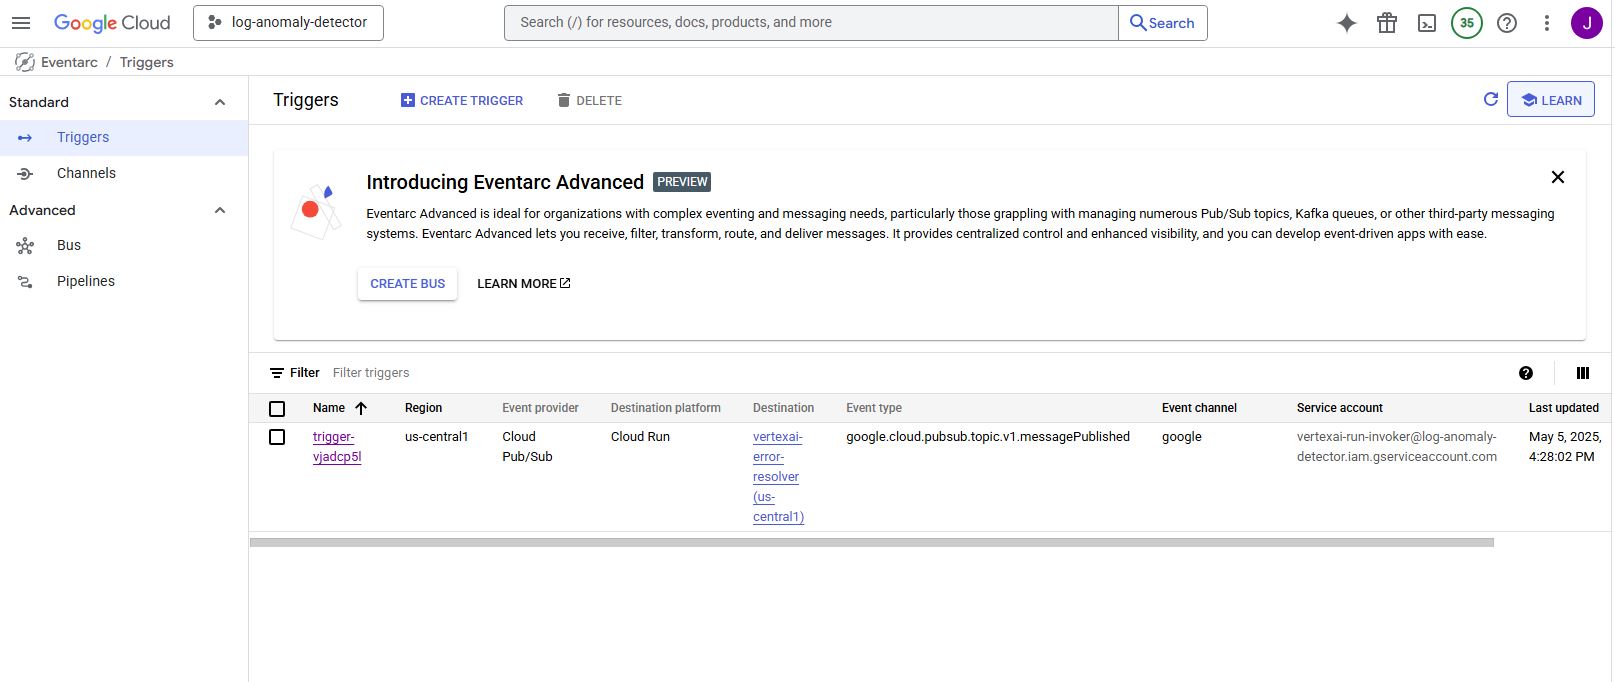 Google Cloud
log-anomaly-detector
Search (/) for resources, docs, products, and more
Search
35
J
Eventarc / Triggers
Standard
Triggers
Channels
Advanced
Bus
Pipelines
Triggers
CREATE TRIGGER
DELETE
LEARN
Introducing Eventarc Advanced PREVIEW
Eventarc Advanced is ideal for organizations with complex eventing and messaging needs, particularly those grappling with managing numerous Pub/Sub topics, Kafka queues, or other third-party messaging
systems. Eventarc Advanced lets you receive, filter, transform, route, and deliver messages. It provides centralized control and enhanced visibility, and you can develop event-driven apps with ease.
CREATE BUS
LEARN MORE
Filter Filter triggers
Name Region Event provider Destination platform Destination Event type Event channel Service account Last updated
trigger-
vjadcp5l
us-central1
Cloud
Pub/Sub
Cloud Run
vertexai-
error-
resolver
(us-
central1)
google.cloud.pubsub.topic.v1.messagePublished
google
vertexai-run-invoker@log-anomaly-
detector.iam.gserviceaccount.com
May 5, 2025,
4:28:02 PM